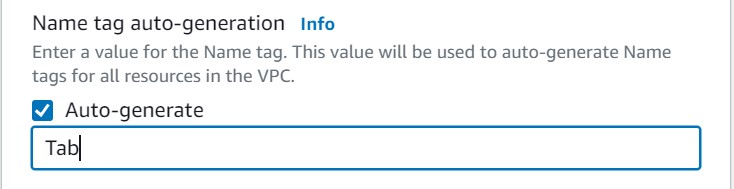 Name tag auto-generation Info
Enter a value for the Name tag. This value will be used to auto-generate Name
tags for all resources in the VPC.
Auto-generate
Tab